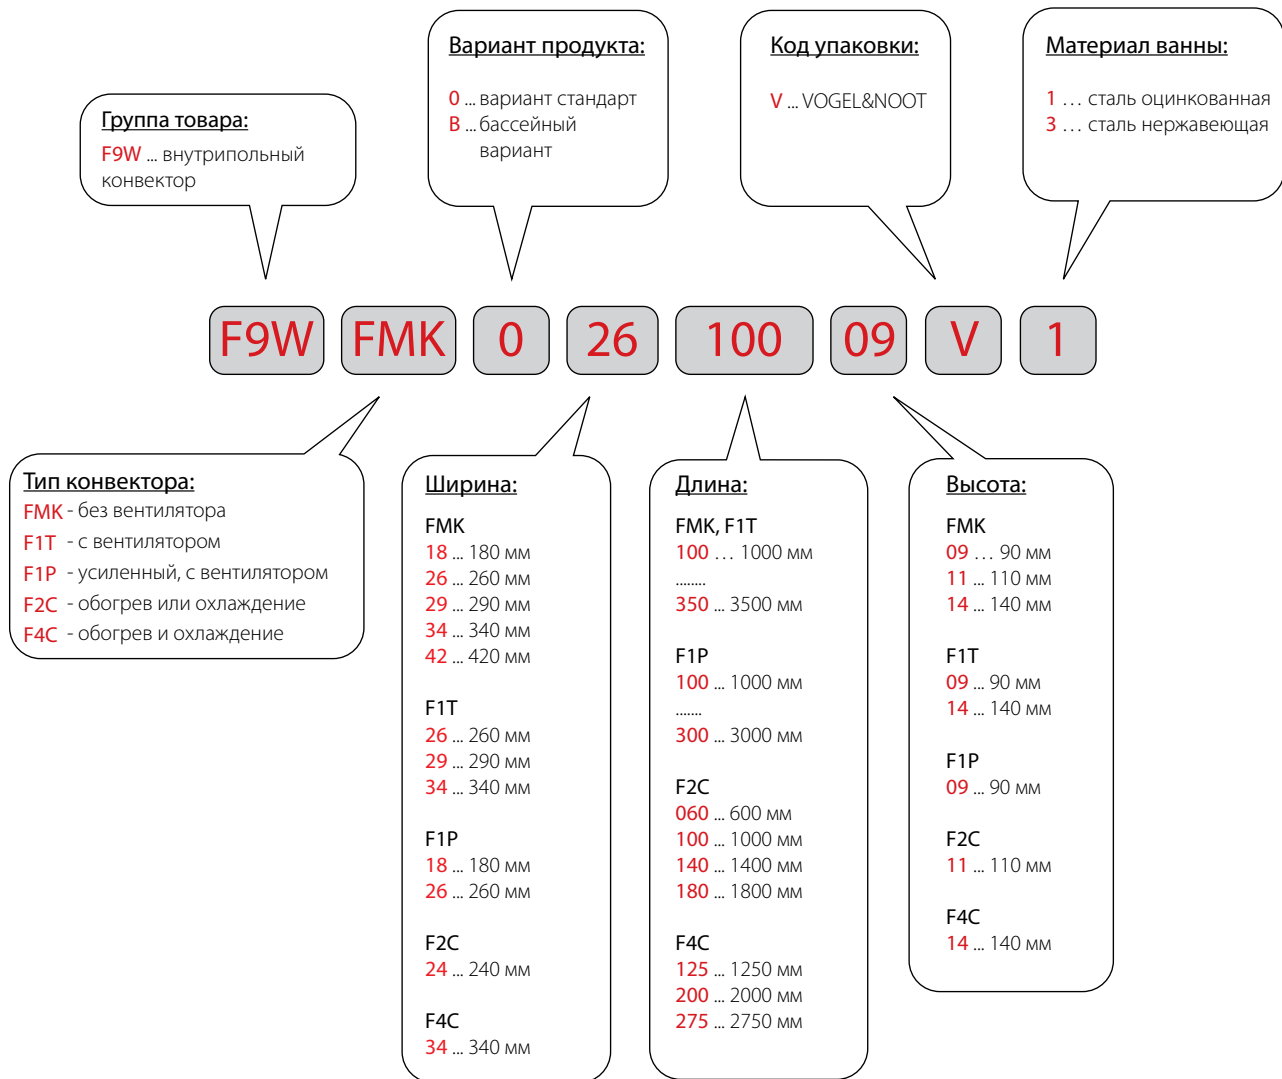 Группа товара:
F9W ... внутрипольный
конвектор
Вариант продукта:
0 ... вариант стандарт
B ... бассейный
вариант
Код упаковки:
V ... VOGEL&NOOT
Материал ванны:
1 ... сталь оцинкованная
3 ... сталь нержавеющая
F9W FMK 0 26 100 09 V 1
Тип конвектора:
FMK - без вентилятора
F1T - с вентилятором
F1P - усиленный, с вентилятором
F2C - обогрев или охлаждение
F4C - обогрев и охлаждение
Ширина:
FMK
18 ... 180 мм
26 ... 260 мм
29 ... 290 мм
34 ... 340 мм
42 ... 420 мм
F1T
26 ... 260 мм
29 ... 290 мм
34 ... 340 мм
F1P
18 ... 180 мм
26 ... 260 мм
F2C
24 ... 240 мм
F4C
34 ... 340 мм
Длина:
FMK, F1T
100 ... 1000 мм
........
350 ... 3500 мм
F1P
100 ... 1000 мм
.......
300 ... 3000 мм
F2C
060 ... 600 мм
100 ... 1000 мм
140 ... 1400 мм
180 ... 1800 мм
F4C
125 ... 1250 мм
200 ... 2000 мм
275 ... 2750 мм
Высота:
FMK
09 ... 90 мм
11 ... 110 мм
14 ... 140 мм
F1T
09 ... 90 мм
14 ... 140 мм
F1P
09 ... 90 мм
F2C
11 ... 110 мм
F4C
14 ... 140 мм